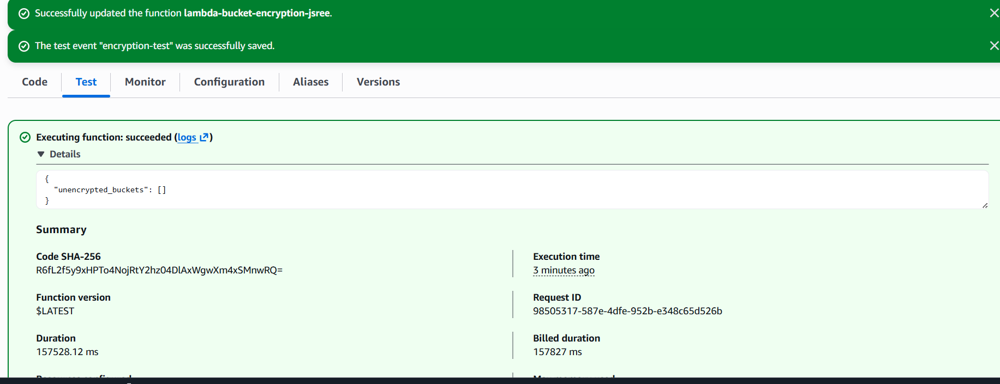 Successfully updated the function lambda-bucket-encryption-jsree.
The test event "encryption-test" was successfully saved.
Code Test Monitor Configuration Aliases Versions
Executing function: succeeded (logs)
Details
{
"unencrypted_buckets": []
}
Summary
Code SHA-256
R6fL2f5y9xHPTo4NojRtY2hz04DlAxWgwXm4xSMnwRQ=
Execution time
3 minutes ago
Function version
$LATEST
Request ID
98505317-587e-4dfe-952b-e348c65d526b
Duration
157528.12 ms
Billed duration
157827 ms